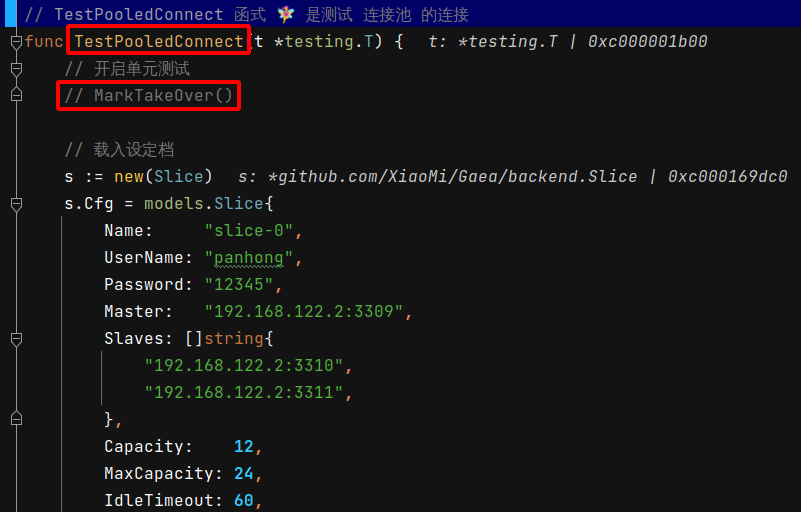 // TestPooledConnect 函式 🧚 是测试 连接池 的连接
func TestPooledConnect(t *testing.T) {   t: *testing.T | 0xc000001b00
// 开启单元测试
// MarkTakeOver()
// 载入设定档
s := new(Slice)   s: *github.com/XiaoMi/Gaea/backend.Slice | 0xc000169dc0
s.Cfg = models.Slice{
Name:     "slice-0",
UserName: "panhong",
Password: "12345",
Master:   "192.168.122.2:3309",
Slaves: []string{
"192.168.122.2:3310",
"192.168.122.2:3311",
},
Capacity:    12,
MaxCapacity: 24,
IdleTimeout: 60,